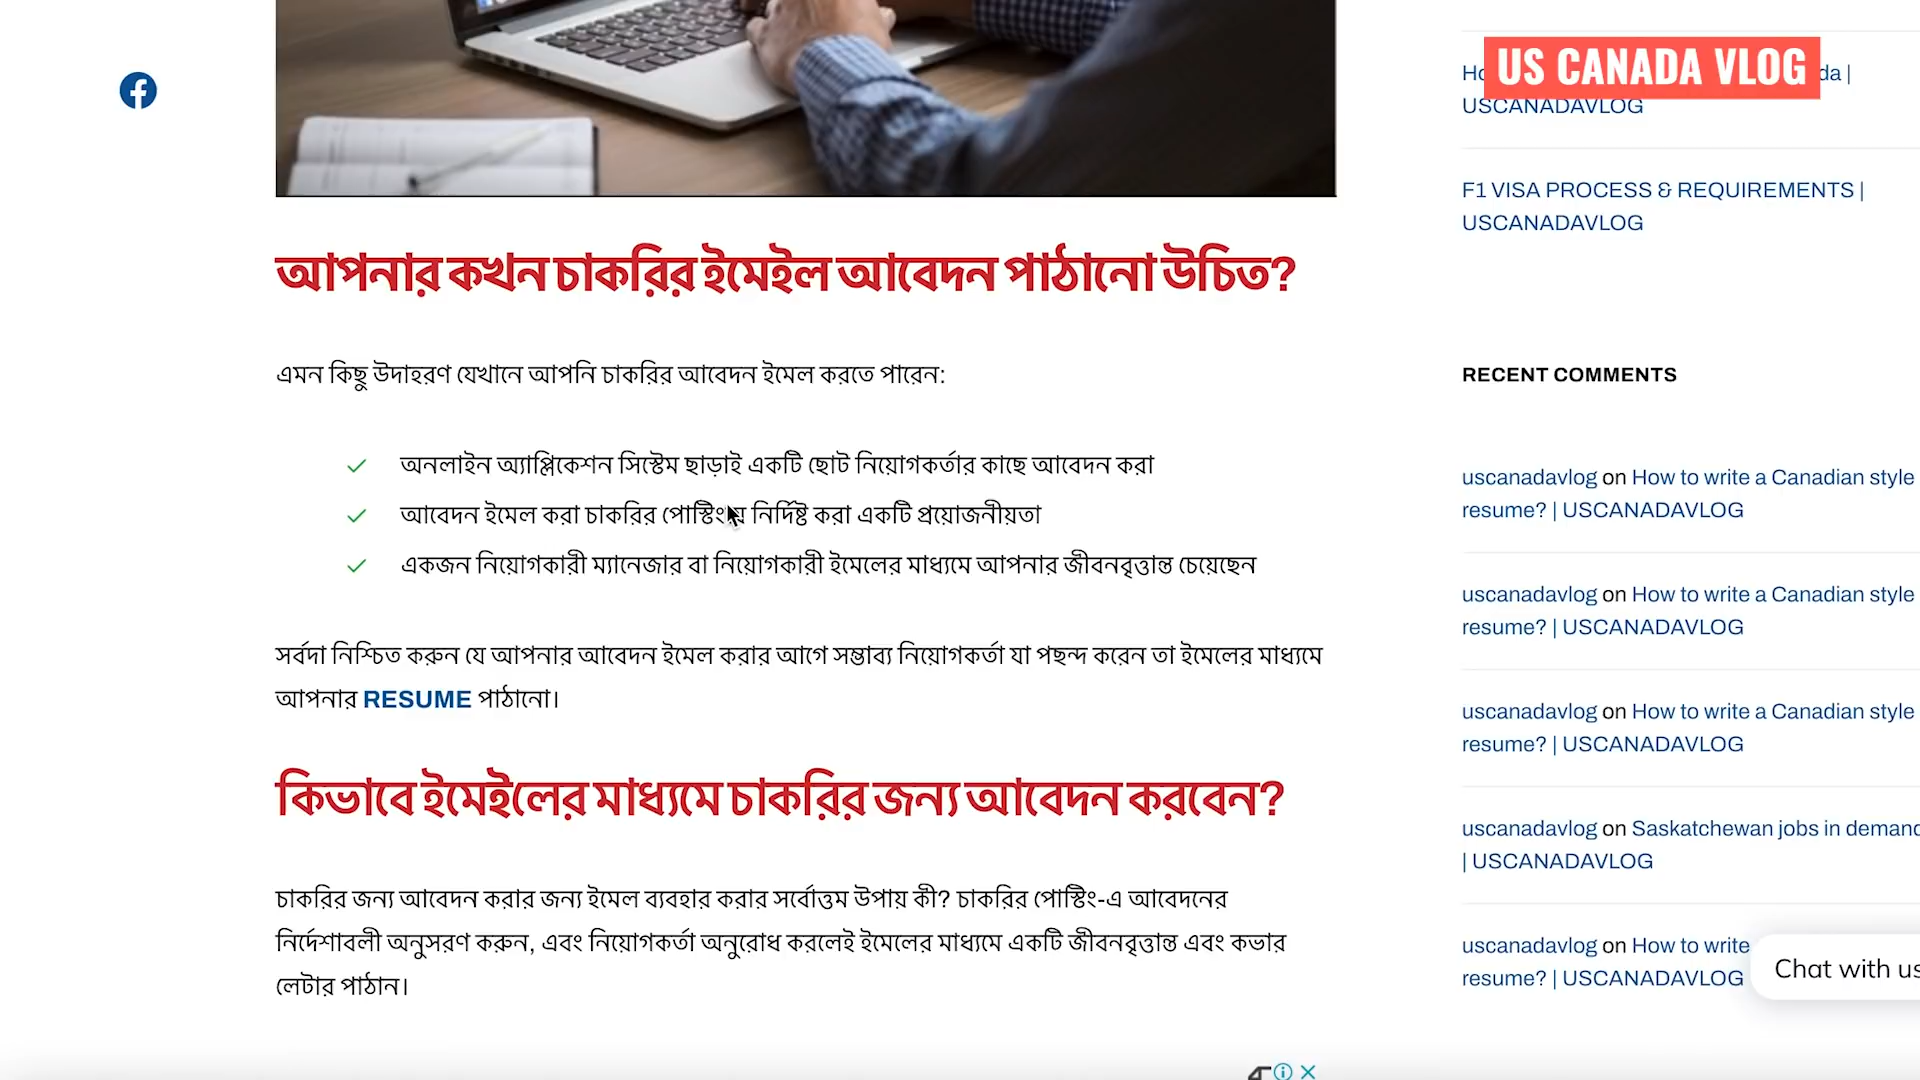 US CANADA VLOG
da |
USCANADAVLOG
F1 VISA PROCESS & REQUIREMENTS |
USCANADAVLOG
আপনার কখন চাকরির ইমেইল আবেদন পাঠানো উচিত?
এমন কিছু উদাহরণ যেখানে আপনি চাকরির আবেদন ইমেল করতে পারেন:
অনলাইন অ্যাপ্লিকেশন সিস্টেম ছাড়াই একটি ছোট নিয়োগকর্তার কাছে আবেদন করা
আবেদন ইমেল করা চাকরির পোস্টিংয়ে নির্দিষ্ট করা একটি প্রয়োজনীয়তা
একজন নিয়োগকারী ম্যানেজার বা নিয়োগকারী ইমেলের মাধ্যমে আপনার জীবনবৃত্তান্ত চেয়েছেন
সর্বদা নিশ্চিত করুন যে আপনার আবেদন ইমেল করার আগে সম্ভাব্য নিয়োগকর্তা যা পছন্দ করেন তা ইমেলের মাধ্যমে
আপনার RESUME পাঠানো।
কিভাবে ইমেইলের মাধ্যমে চাকরির জন্য আবেদন করবেন?
চাকরির জন্য আবেদন করার জন্য ইমেল ব্যবহার করার সর্বোত্তম উপায় কী? চাকরির পোস্টিং-এ আবেদনের
নির্দেশাবলী অনুসরণ করুন, এবং নিয়োগকর্তা অনুরোধ করলেই ইমেলের মাধ্যমে একটি জীবনবৃত্তান্ত এবং কভার
লেটার পাঠান।
RECENT COMMENTS
uscanadavlog on How to write a Canadian style
resume? | USCANADAVLOG
uscanadavlog on How to write a Canadian style
resume? | USCANADAVLOG
uscanadavlog on How to write a Canadian style
resume? | USCANADAVLOG
uscanadavlog on Saskatchewan jobs in demand
| USCANADAVLOG
uscanadavlog on How to write
resume? | USCANADAVLOG
Chat with us